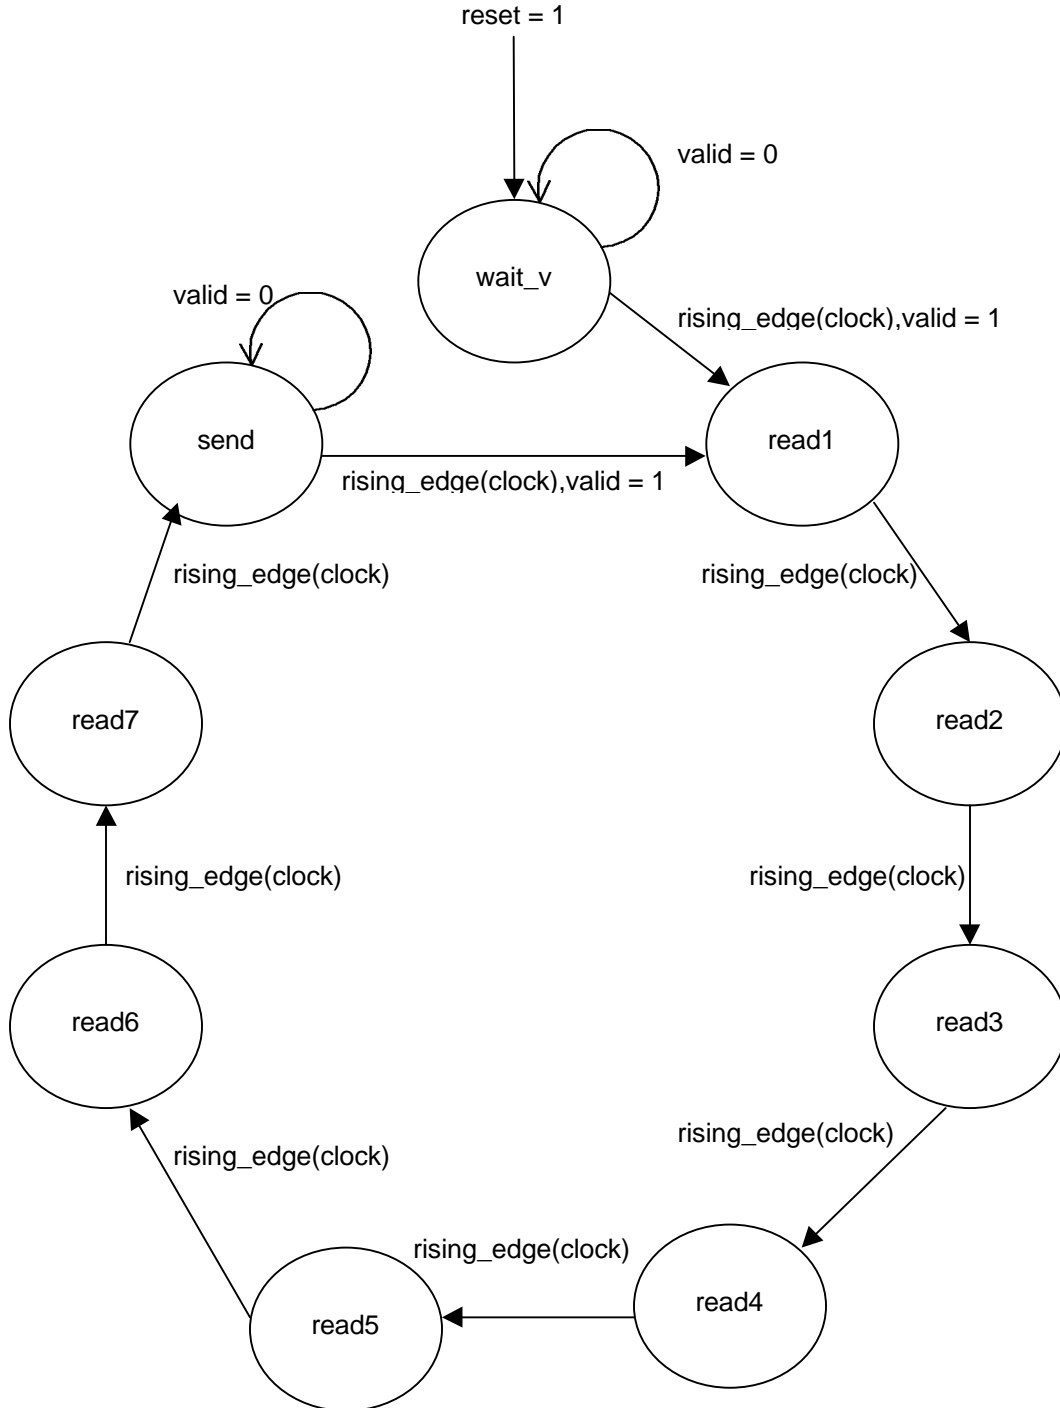 reset = 1
valid = 0
wait_v
valid = 0
rising_edge(clock),valid = 1
send
read1
rising_edge(clock),valid = 1
rising_edge(clock)
rising_edge(clock)
read7
read2
rising_edge(clock)
rising_edge(clock)
read6
read3
rising_edge(clock)
rising_edge(clock)
rising_edge(clock)
read4
read5